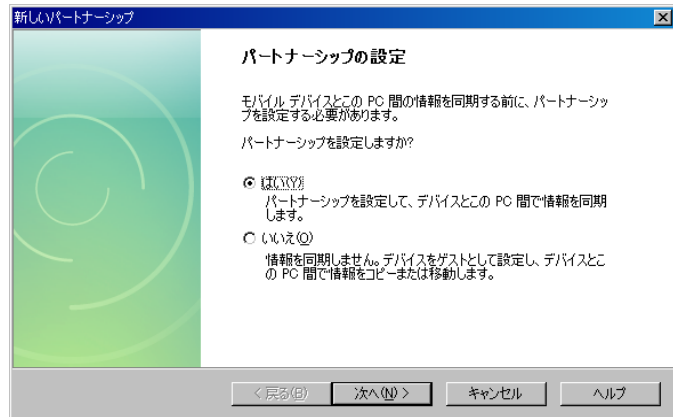 新しいパートナーシップ
パートナーシップの設定
モバイル デバイスとこの PC 間の情報を同期する前に、パートナーシッ
プを設定する必要があります。
パートナーシップを設定しますか?
はい(Y)
パートナーシップを設定して、デバイスとこの PC 間で情報を同期
します。
いいえ(O)
情報を同期しません。デバイスをゲストとして設定し、デバイスとこ
の PC 間で情報をコピーまたは移動します。
< 戻る(B)
次へ(N) >
キャンセル
ヘルプ